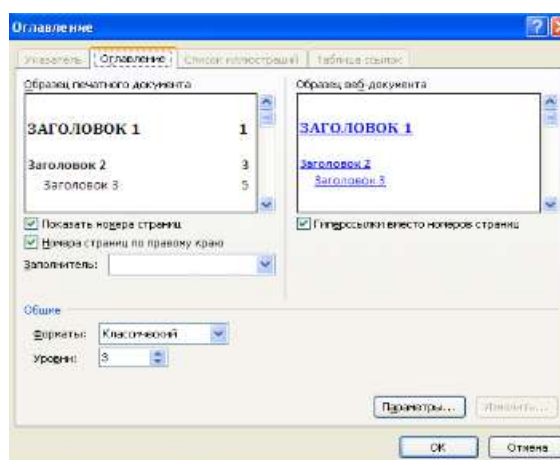 Оглавление
Указатель Оглавление Список иллюстраций Таблица ссылок
Образец печатного документа
ЗАГОЛОВОК 1 1
Заголовок 2 3
Заголовок 3 5
Показать номера страниц
Номера страниц по правому краю
Заполнитель:
Образец веб-документа
ЗАГОЛОВОК 1
Заголовок 2
Заголовок 3
Гиперссылки вместо номеров страниц
Общие
Форматы: Классический
Уровни: 3
Параметры... Изменить...
ОК Отмена